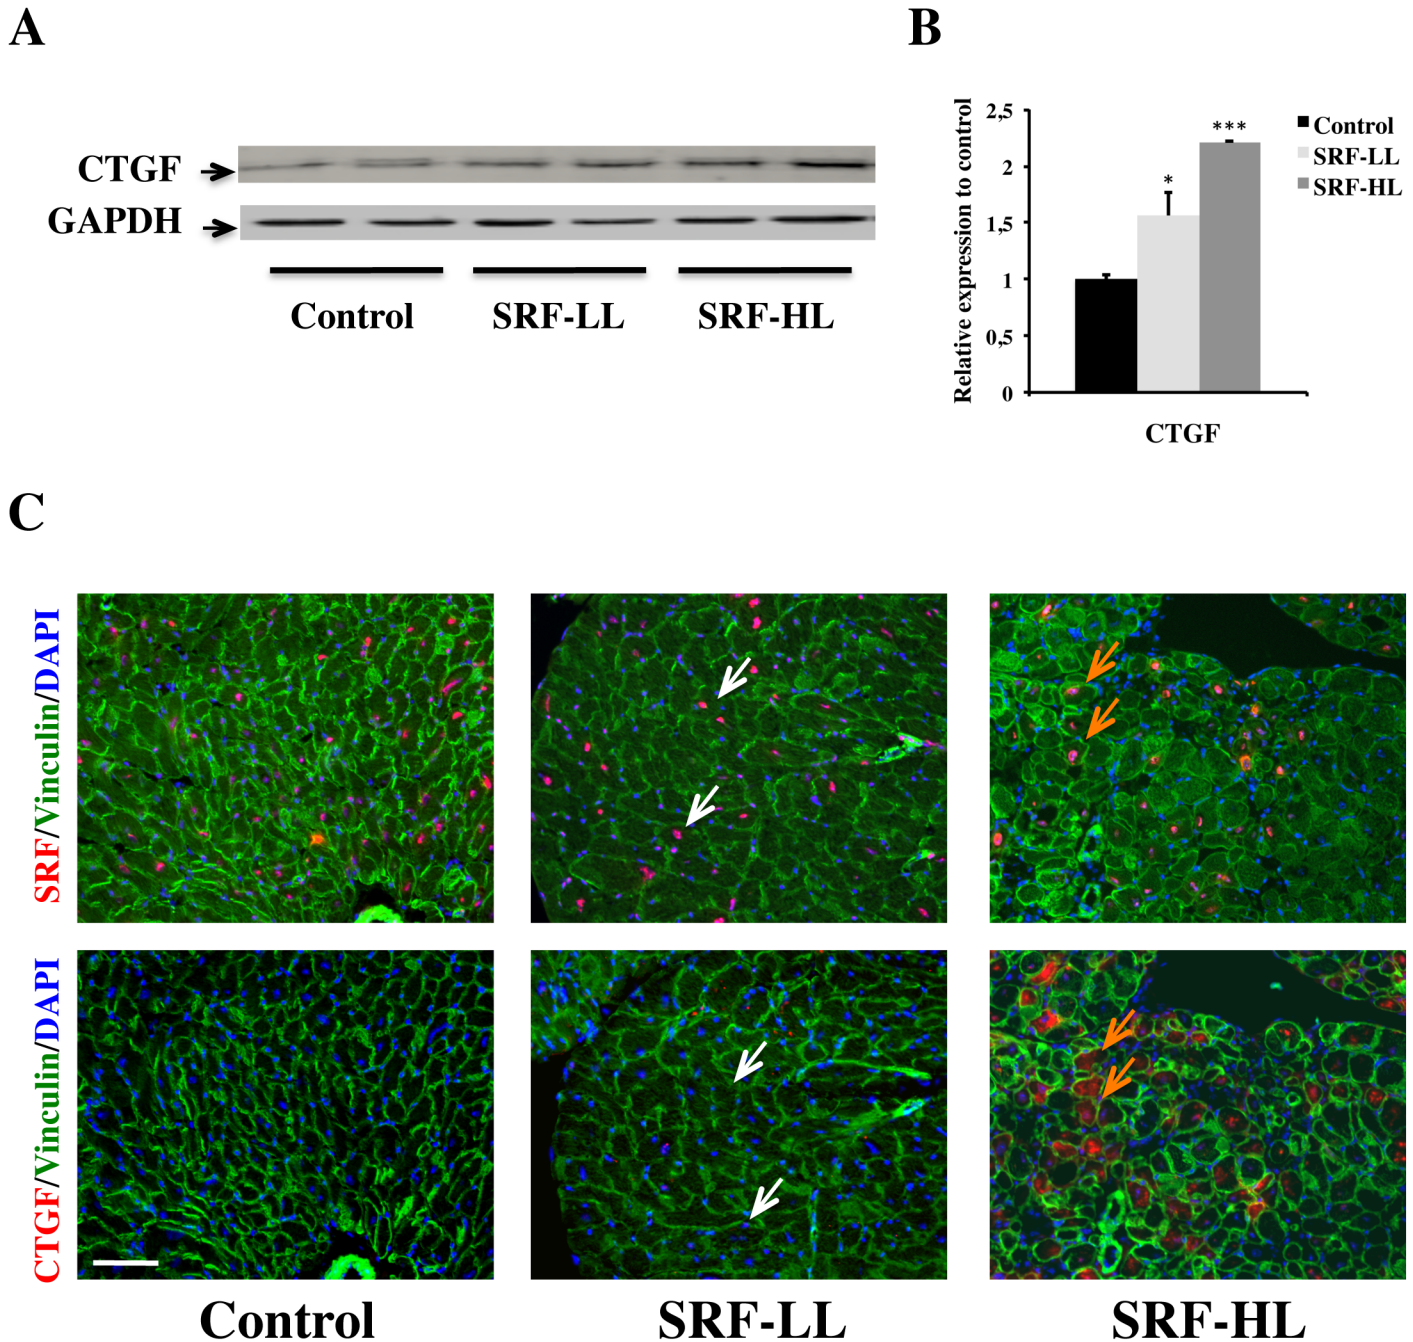 A
CTGF
GAPDH
Control
SRF-LL
SRF-HL
B
Relative expression to control
2,5
2
1,5
1
0,5
0
*
***
CTGF
Control
SRF-LL
SRF-HL
C
SRF/Vinculin/DAPI
CTGF/Vinculin/DAPI
Control
SRF-LL
SRF-HL